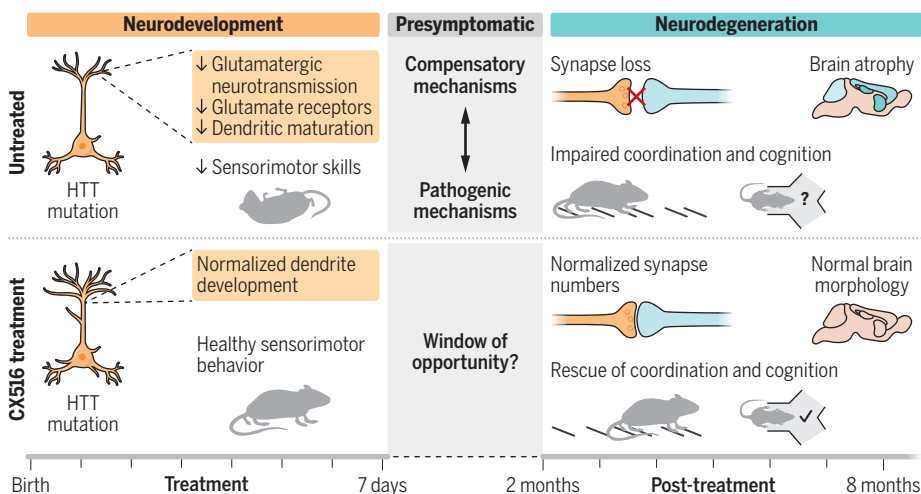 Neurodevelopment
Presymptomatic
Neurodegeneration
Untreated
HTT
mutation
↓ Glutamatergic
neurotransmission
↓ Glutamate receptors
↓ Dendritic maturation
↓ Sensorimotor skills
Compensatory
mechanisms
Pathogenic
mechanisms
Synapse loss
Brain atrophy
Impaired coordination and cognition
?
CX516 treatment
HTT
mutation
Normalized dendrite
development
Healthy sensorimotor
behavior
Window of
opportunity?
Normalized synapse
numbers
Normal brain
morphology
Rescue of coordination and cognition
✓
Birth
Treatment
7 days
2 months
Post-treatment
8 months